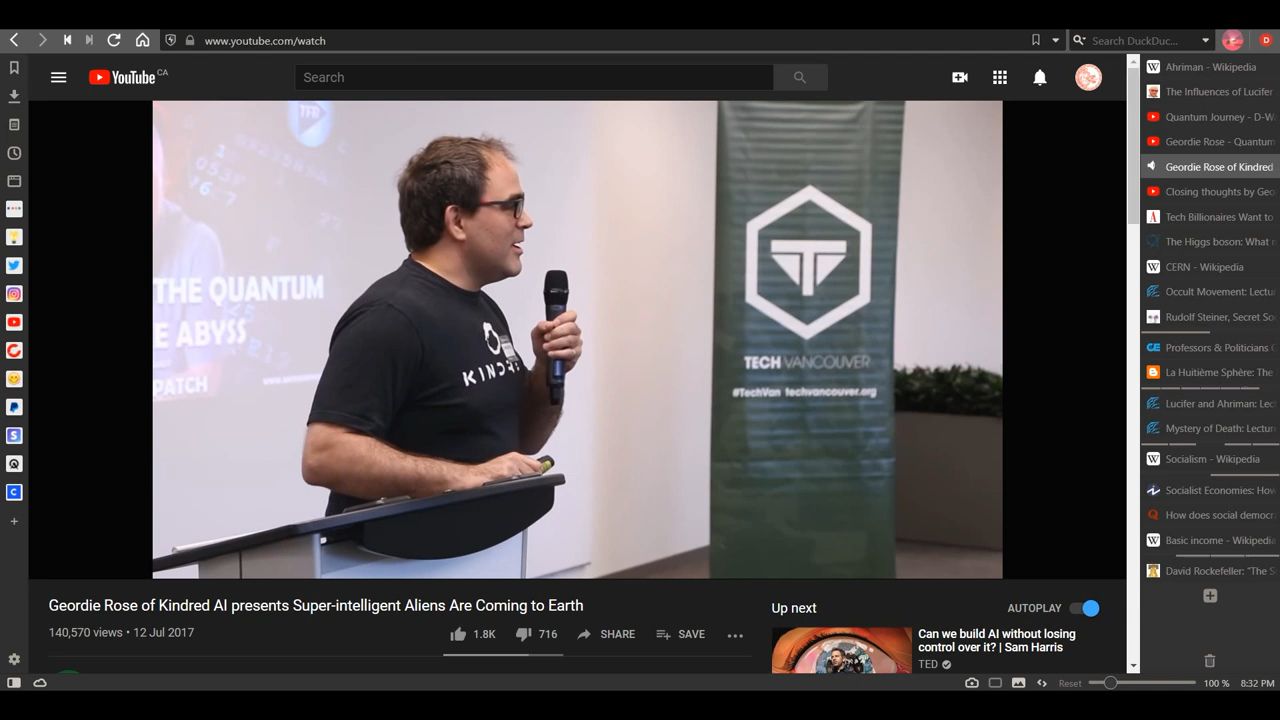 www.youtube.com/watch
Search DuckDuc...
D
YouTube CA
Search
Ahriman - Wikipedia
The Influences of Lucifer
Quantum Journey - D-W
Geordie Rose - Quantum
Geordie Rose of Kindred
Closing thoughts by Geo
Tech Billionaires Want to
The Higgs boson: What i
CERN - Wikipedia
Occult Movement: Lectu
Rudolf Steiner, Secret So
Professors & Politicians
La Huitième Sphère: The
Lucifer and Ahriman: Lec
Mystery of Death: Lectur
Socialism - Wikipedia
Socialist Economies: How
How does social democ
Basic income - Wikipedia
David Rockefeller: "The S
THE QUANTUM
E ABYSS
PATCH
KINDRE
T
TECH VANCOUVER
#TechVan techvancouver.org
Geordie Rose of Kindred AI presents Super-intelligent Aliens Are Coming to Earth
140,570 views • 12 Jul 2017
1.8K
716
SHARE
SAVE
Up next
AUTOPLAY
Can we build AI without losing
control over it? | Sam Harris
TED
Reset
100 %
8:32 PM